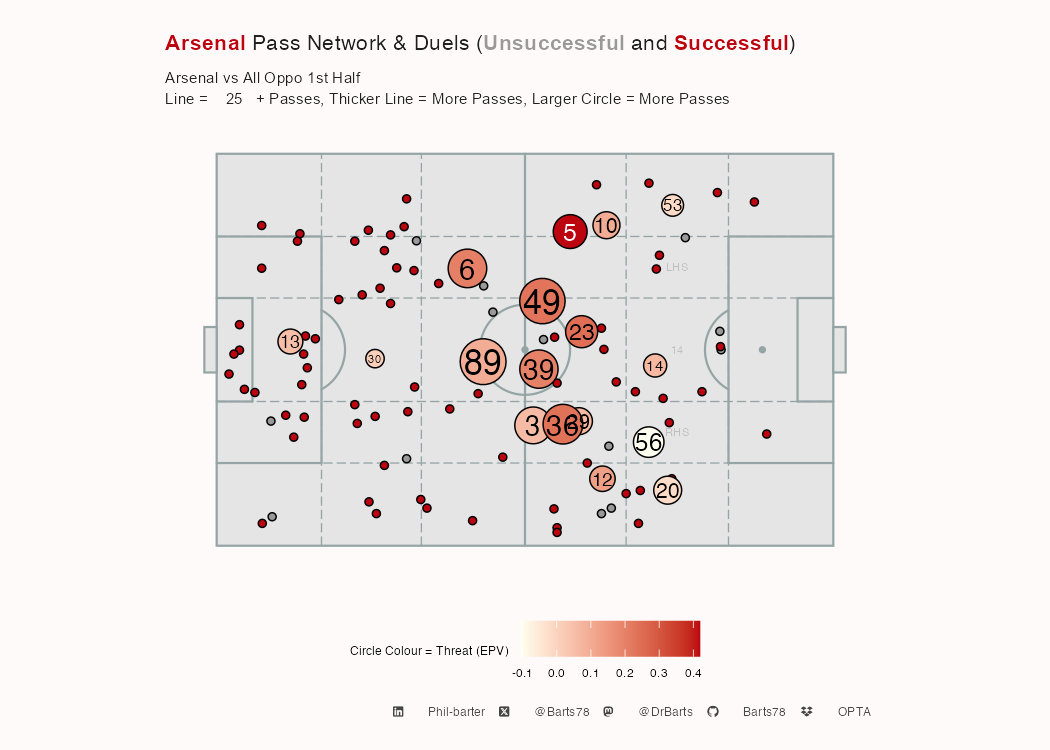 Arsenal Pass Network & Duels (Unsuccessful and Successful)
Arsenal vs All Oppo 1st Half
Line = 25 + Passes, Thicker Line = More Passes, Larger Circle = More Passes
53
5
10
6
LHS
49
23
13
14
30
89
39
14
3
36
RHS
56
12
20
Circle Colour = Threat (EPV)
-0.1 0.0 0.1 0.2 0.3 0.4
Phil-barter @Barts78 @DrBarts Barts78 OPTA